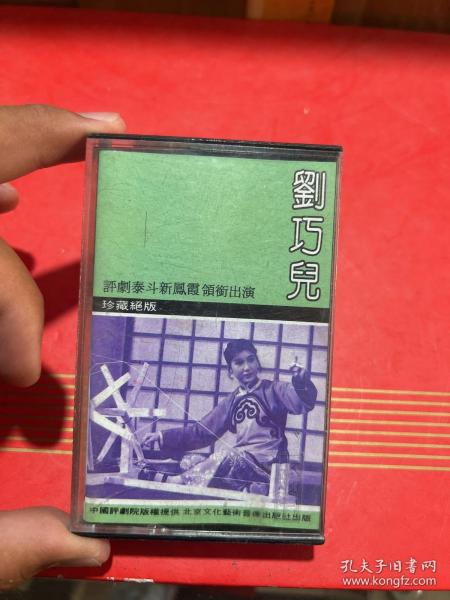 劉巧兒
評劇泰斗新鳳霞領銜出演
珍藏絕版
中國評劇院版權提供 北京文化藝術音像出版社出版
孔夫子旧书网
www.kongfz.com